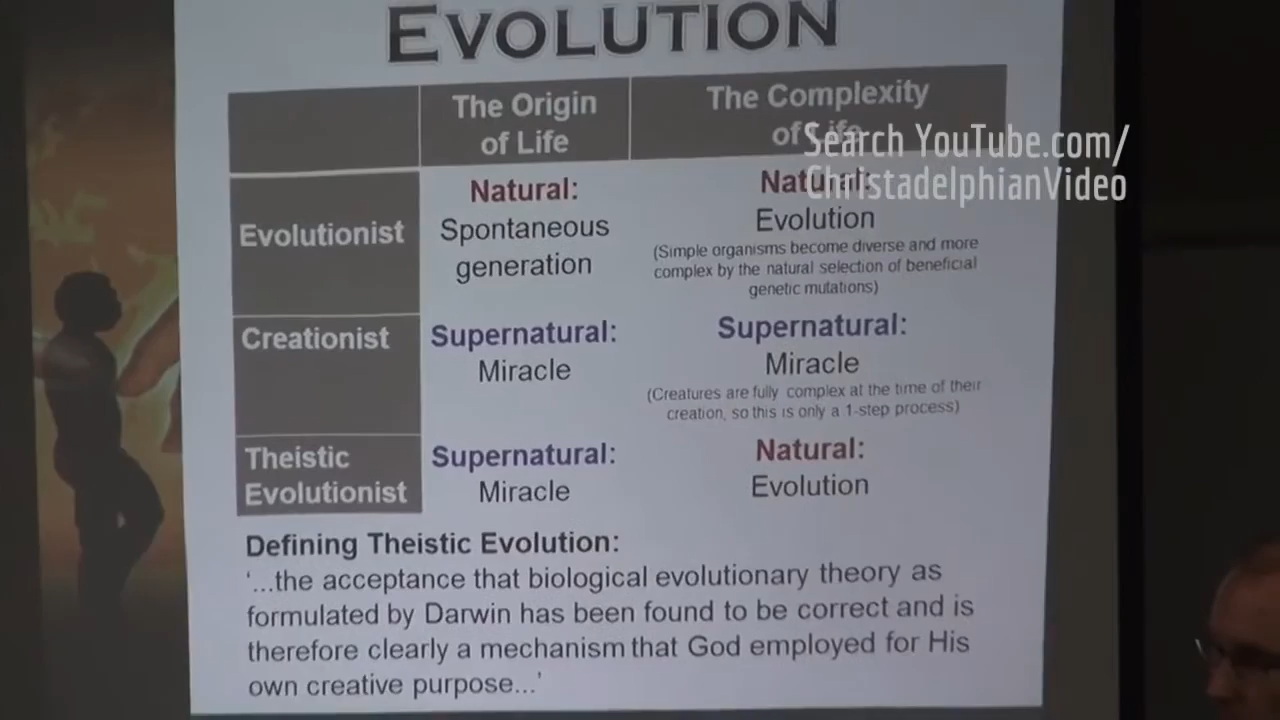 EVOLUTION
The Origin
of Life
The Complexity
of Life
Search YouTube.com/
ChristadelphianVideo
Evolutionist
Natural:
Spontaneous
generation
Natural:
Evolution
(Simple organisms become diverse and more
complex by the natural selection of beneficial
genetic mutations)
Creationist
Supernatural:
Miracle
Supernatural:
Miracle
(Creatures are fully complex at the time of their
creation, so this is only a 1-step process)
Theistic
Evolutionist
Supernatural:
Miracle
Natural:
Evolution
Defining Theistic Evolution:
‘...the acceptance that biological evolutionary theory as
formulated by Darwin has been found to be correct and is
therefore clearly a mechanism that God employed for His
own creative purpose...’